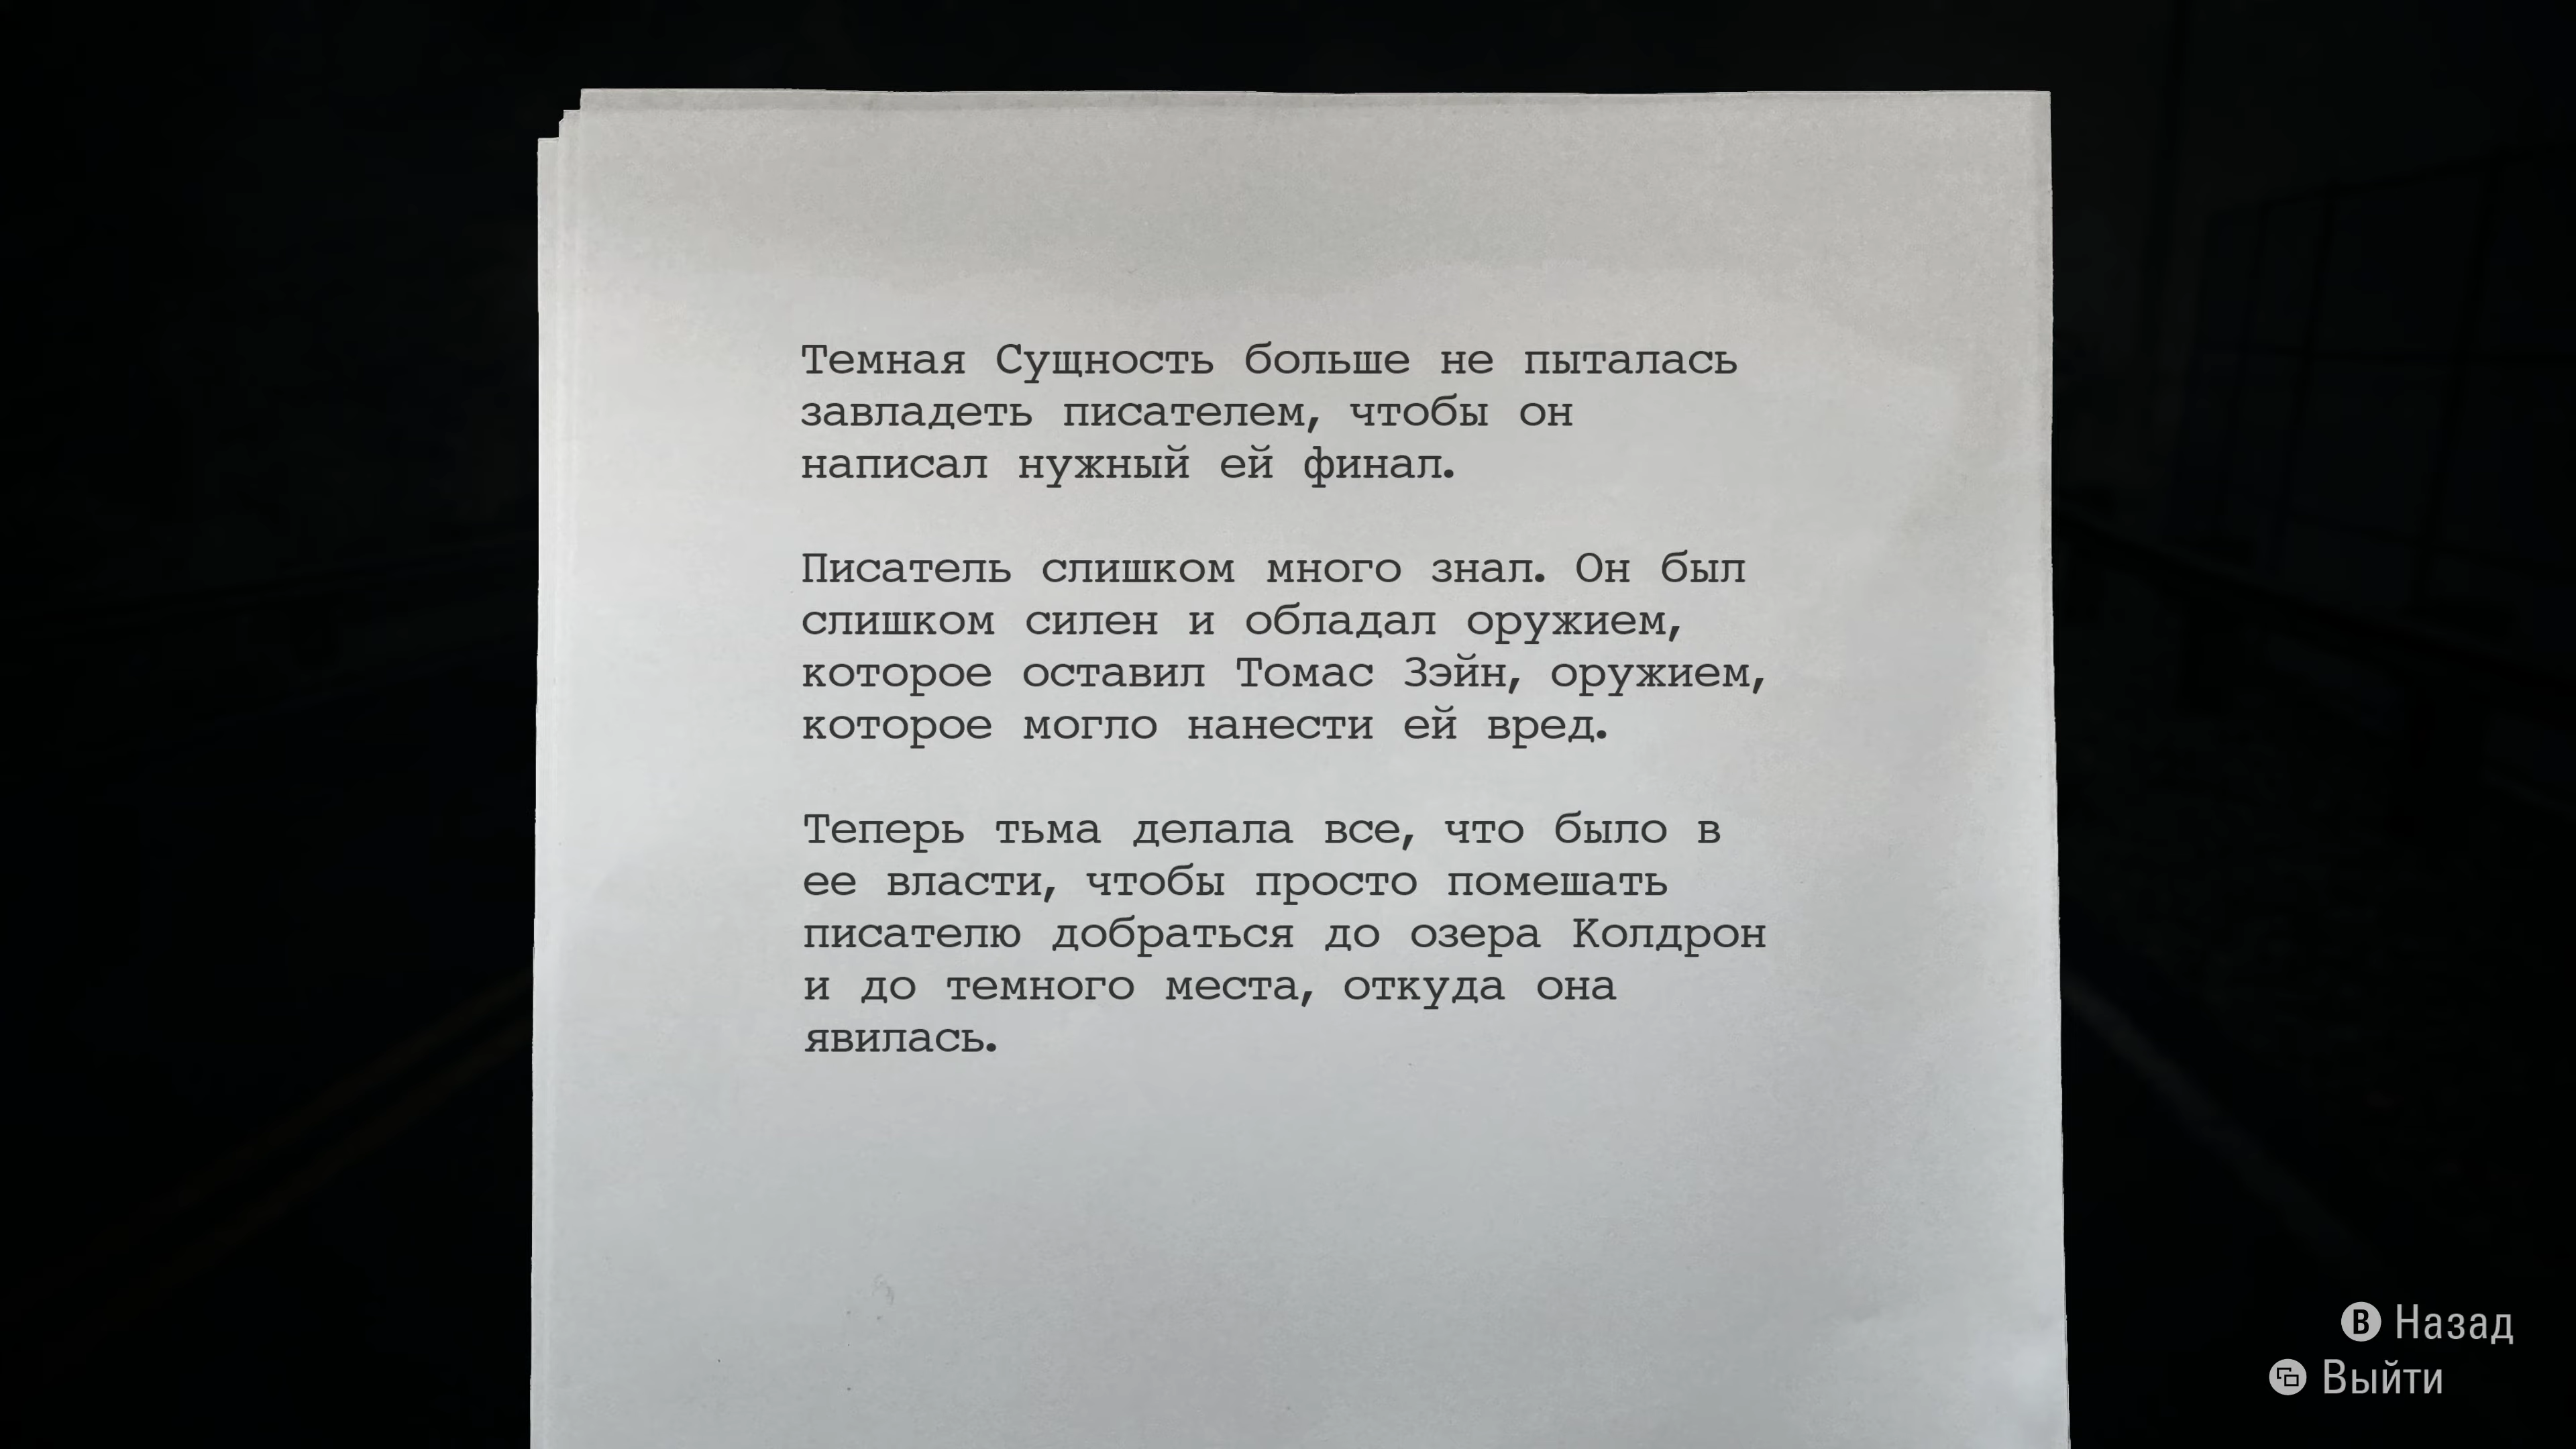 Темная Сущность больше не пыталась
завладеть писателем, чтобы он
написал нужный ей финал.
Писатель слишком много знал. Он был
слишком силен и обладал оружием,
которое оставил Томас Зэйн, оружием,
которое могло нанести ей вред.
Теперь тьма делала все, что было в
ее власти, чтобы просто помешать
писателю добраться до озера Колдрон
и до темного места, откуда она
явилась.
B Назад
Выйти